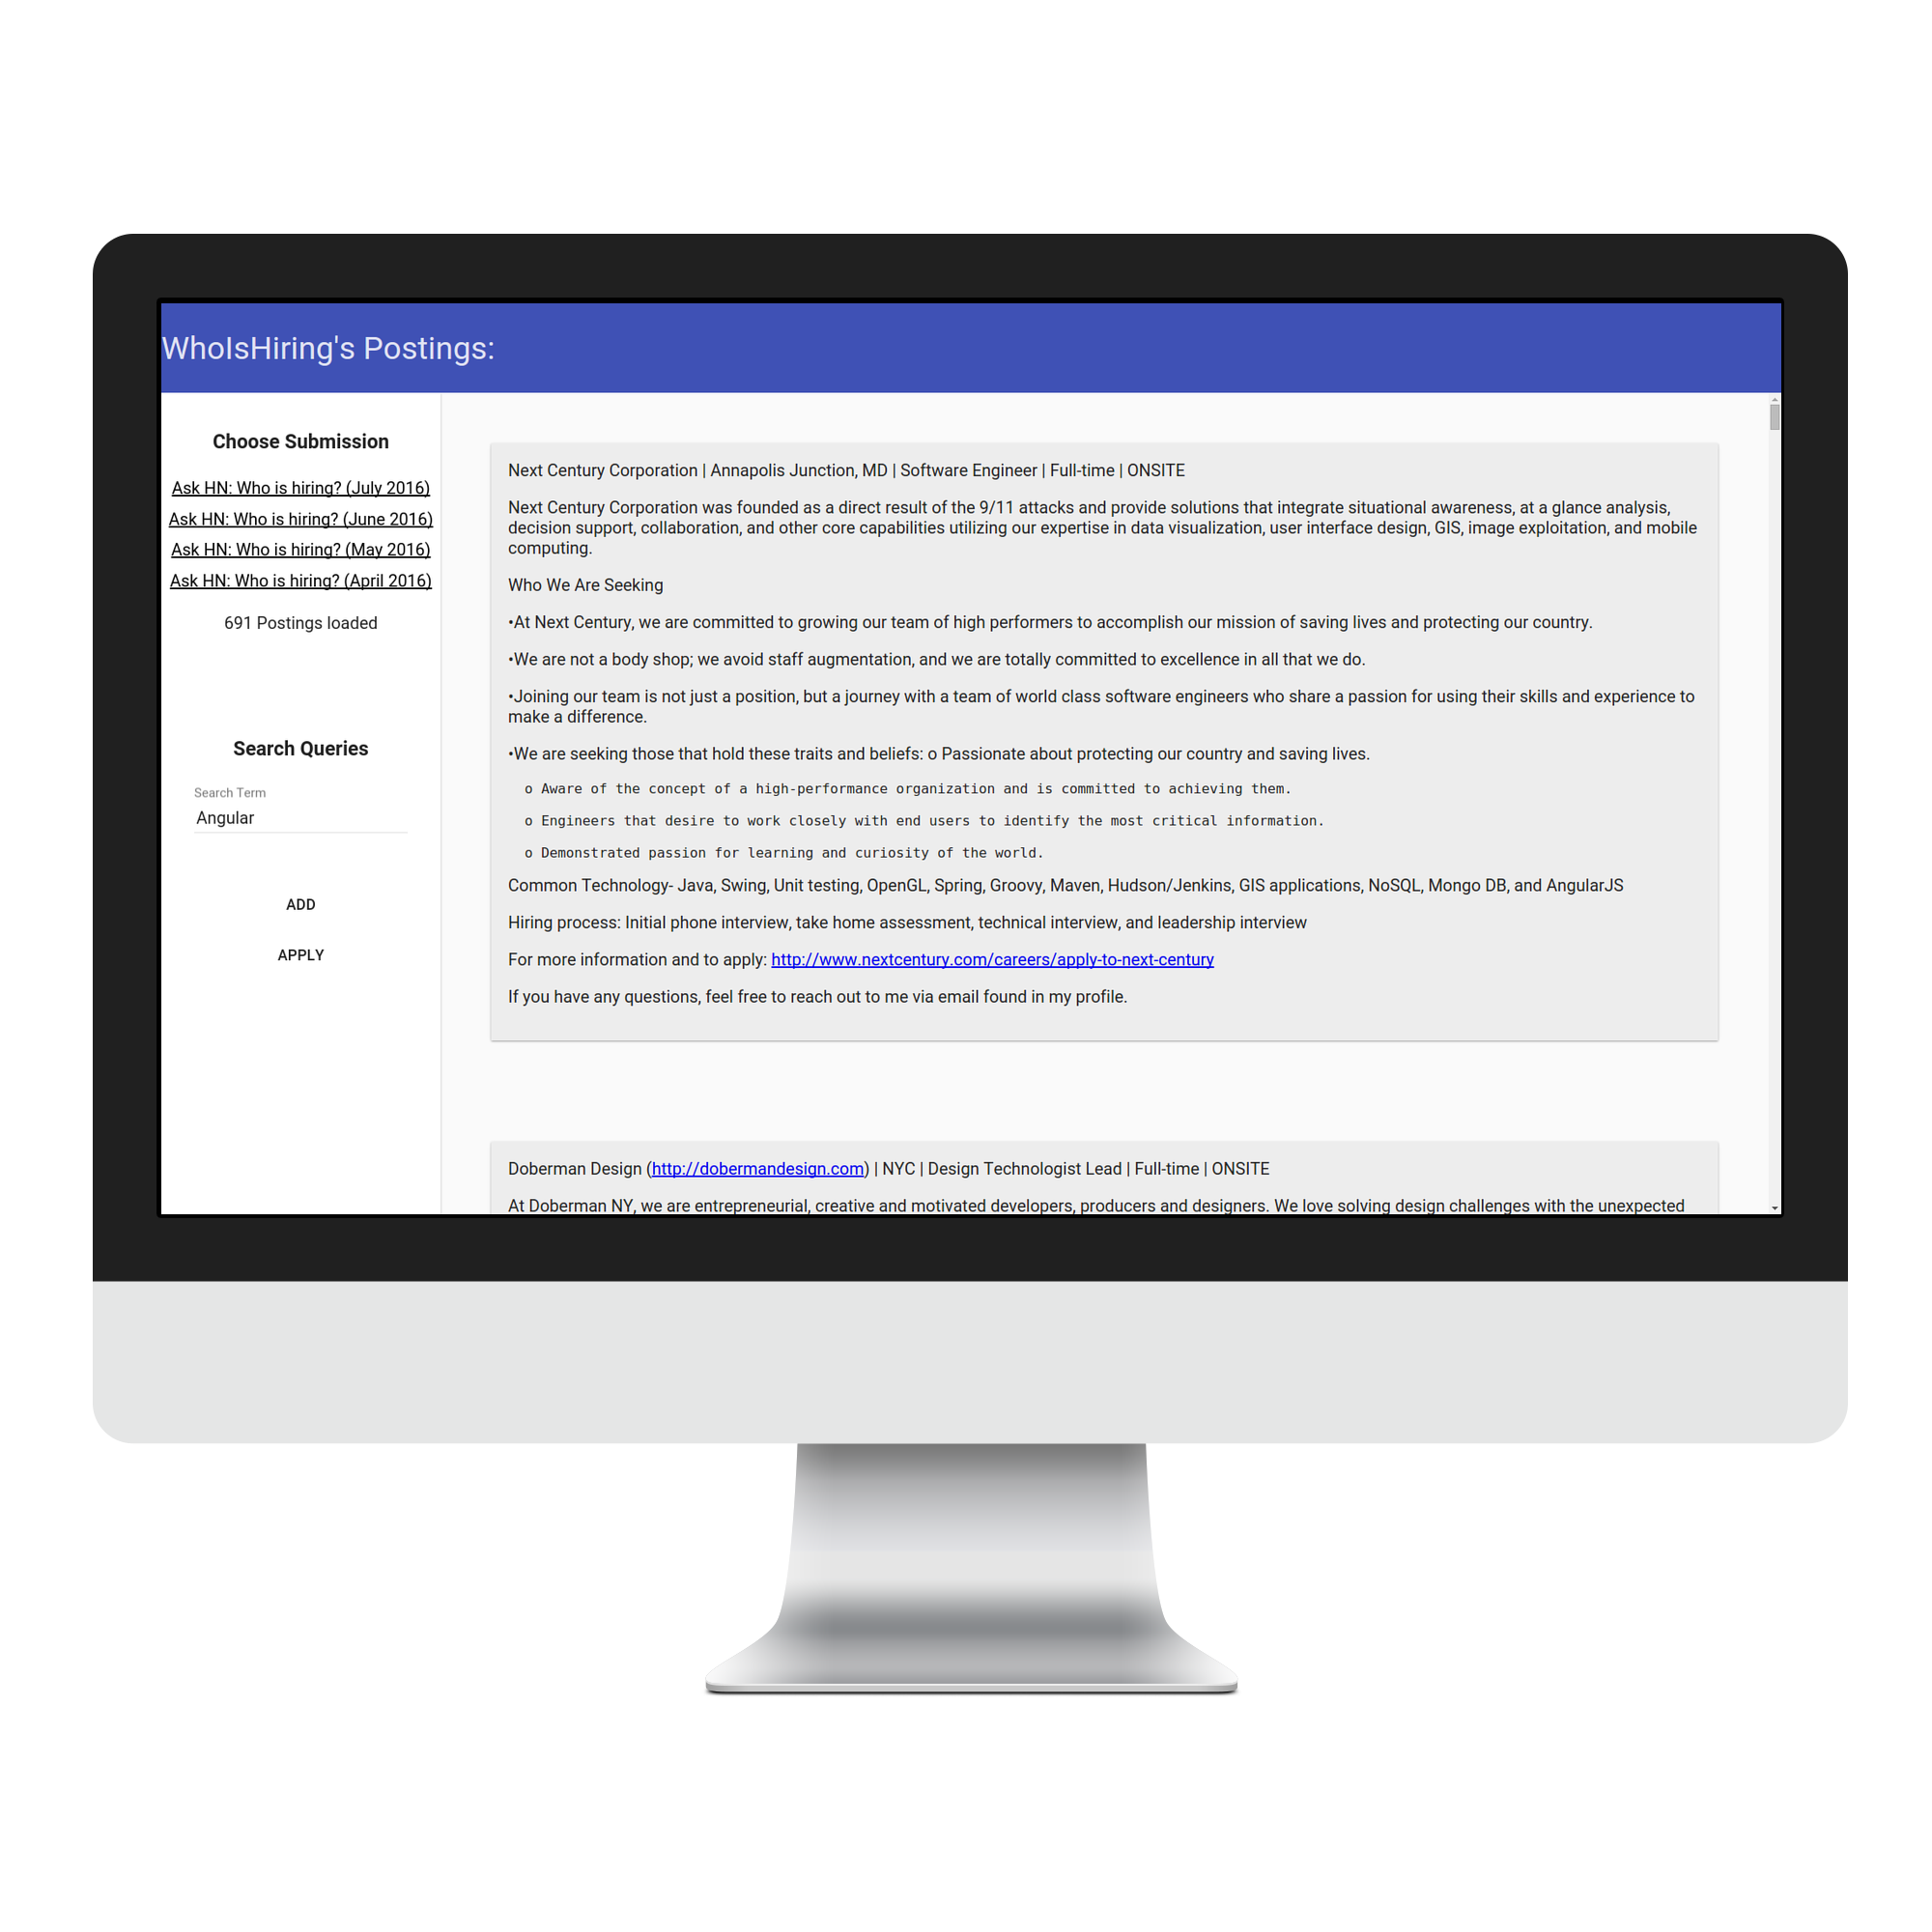 WhoIsHiring's Postings:
Choose Submission
Ask HN: Who is hiring? (July 2016)
Ask HN: Who is hiring? (June 2016)
Ask HN: Who is hiring? (May 2016)
Ask HN: Who is hiring? (April 2016)
691 Postings loaded
Search Queries
Search Term
Angular
ADD
APPLY
Next Century Corporation | Annapolis Junction, MD | Software Engineer | Full-time | ONSITE
Next Century Corporation was founded as a direct result of the 9/11 attacks and provide solutions that integrate situational awareness, at a glance analysis,
decision support, collaboration, and other core capabilities utilizing our expertise in data visualization, user interface design, GIS, image exploitation, and mobile
computing.
Who We Are Seeking
•At Next Century, we are committed to growing our team of high performers to accomplish our mission of saving lives and protecting our country.
•We are not a body shop; we avoid staff augmentation, and we are totally committed to excellence in all that we do.
•Joining our team is not just a position, but a journey with a team of world class software engineers who share a passion for using their skills and experience to
make a difference.
•We are seeking those that hold these traits and beliefs: o Passionate about protecting our country and saving lives.
o Aware of the concept of a high-performance organization and is committed to achieving them.
o Engineers that desire to work closely with end users to identify the most critical information.
o Demonstrated passion for learning and curiosity of the world.
Common Technology- Java, Swing, Unit testing, OpenGL, Spring, Groovy, Maven, Hudson/Jenkins, GIS applications, NoSQL, Mongo DB, and AngularJS
Hiring process: Initial phone interview, take home assessment, technical interview, and leadership interview
For more information and to apply: http://www.nextcentury.com/careers/apply-to-next-century
If you have any questions, feel free to reach out to me via email found in my profile.
Doberman Design (http://dobermandesign.com) | NYC | Design Technologist Lead | Full-time | ONSITE
At Doberman NY, we are entrepreneurial, creative and motivated developers, producers and designers. We love solving design challenges with the unexpected